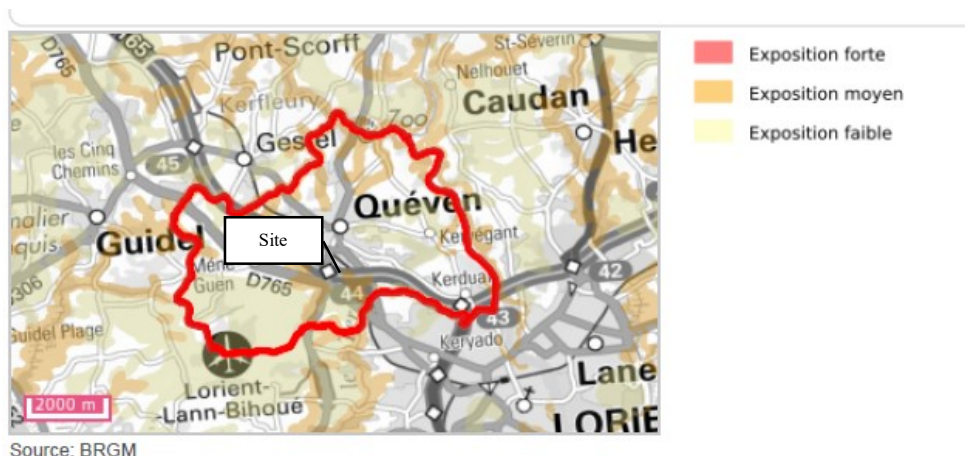 D765
165
Pont-Scorff
St-Séverin
Nelhouet
Kerfleury
Caudan
Zoo
Gestel
He
les Cinq
Chemins
45
Quéven
Guidel
Site
Kervégant
Méné
Guen
D765
Kerdual
42
44
306
43
Guidel Plage
Keryado
Lorient-
-Lann-Bihoué
Lane
2000 m
LORIE
Exposition forte
Exposition moyen
Exposition faible
Source: BRGM